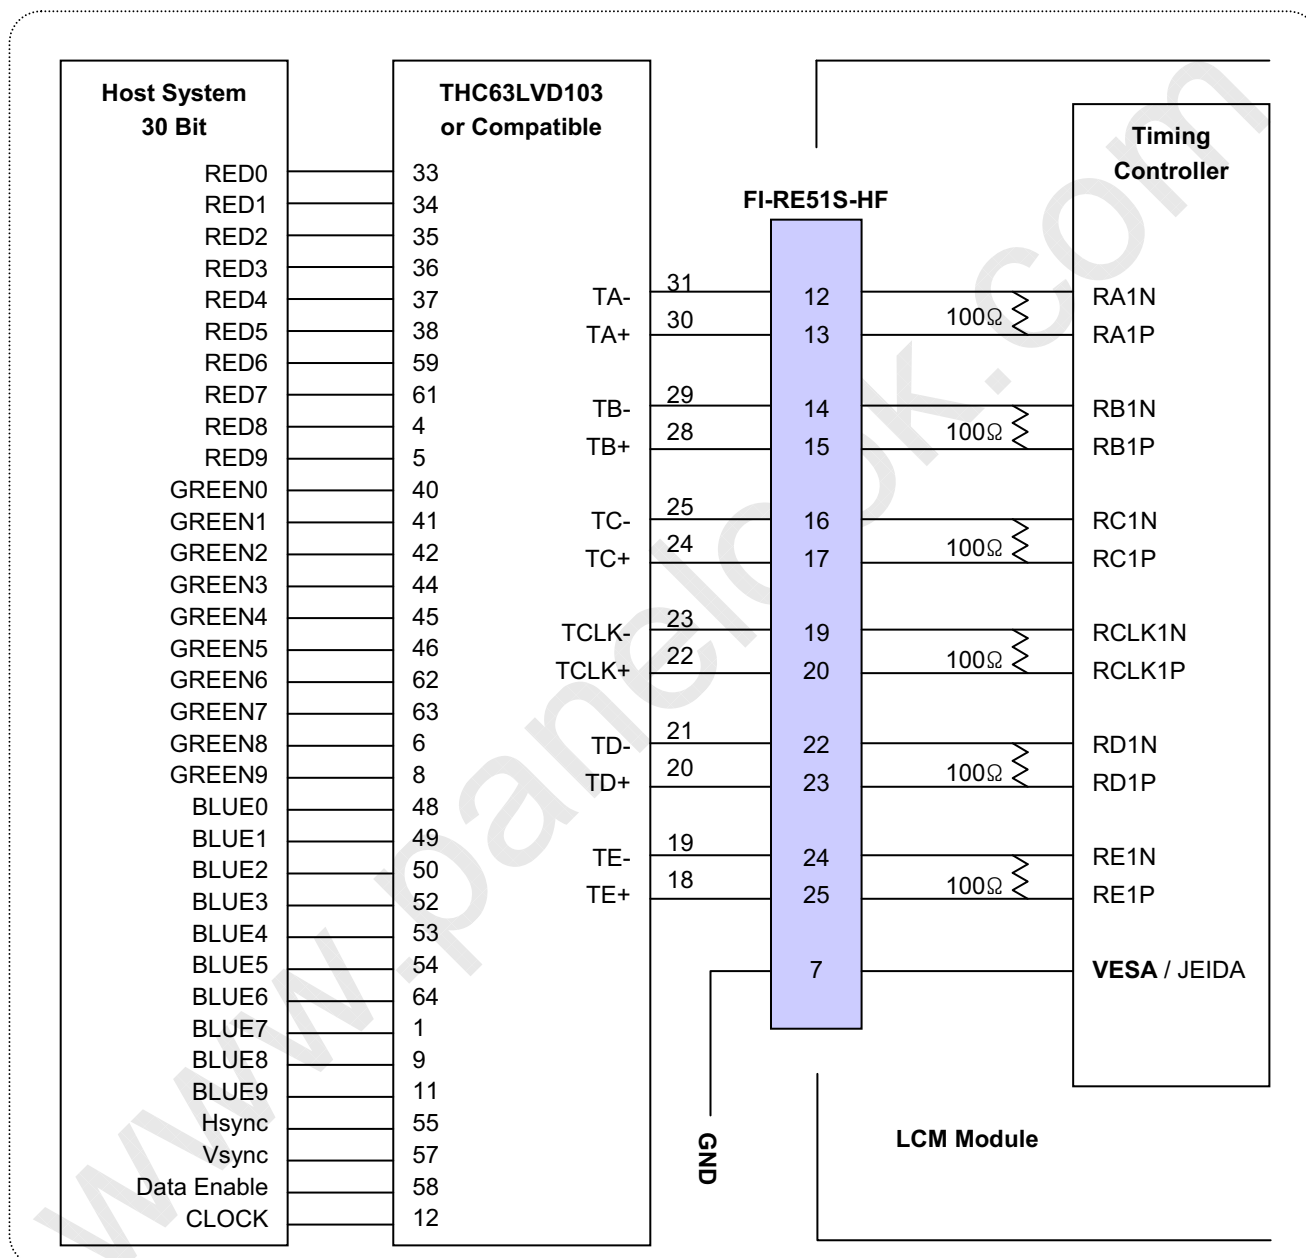 Host System
30 Bit
RED0
RED1
RED2
RED3
RED4
RED5
RED6
RED7
RED8
RED9
GREEN0
GREEN1
GREEN2
GREEN3
GREEN4
GREEN5
GREEN6
GREEN7
GREEN8
GREEN9
BLUE0
BLUE1
BLUE2
BLUE3
BLUE4
BLUE5
BLUE6
BLUE7
BLUE8
BLUE9
Hsync
Vsync
Data Enable
CLOCK
THC63LVD103
or Compatible
33
34
35
36
37
38
59
61
4
5
40
41
42
44
45
46
62
63
6
8
48
49
50
52
53
54
64
1
9
11
55
57
58
12
TA- 31
TA+ 30
TB- 29
TB+ 28
TC- 25
TC+ 24
TCLK- 23
TCLK+ 22
TD- 21
TD+ 20
TE- 19
TE+ 18
GND
FI-RE51S-HF
12
13
14
15
16
17
19
20
22
23
24
25
7
100Ω
100Ω
100Ω
100Ω
100Ω
100Ω
Timing
Controller
RA1N
RA1P
RB1N
RB1P
RC1N
RC1P
RCLK1N
RCLK1P
RD1N
RD1P
RE1N
RE1P
VESA / JEIDA
LCM Module
www.panelook.com